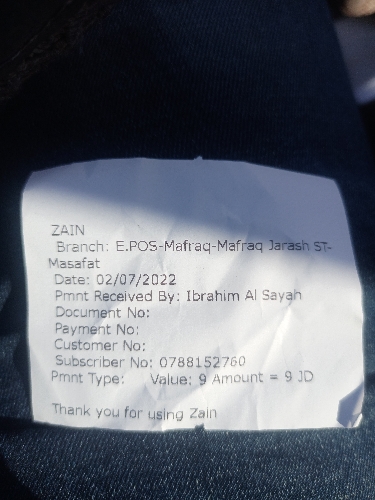 ZAIN
Branch: E.POS-Mafraq-Mafraq Jarash ST-
Masafat
Date: 02/07/2022
Pmnt Received By: Ibrahim Al Sayah
Document No:
Payment No:
Customer No:
Subscriber No: 0788152760
Pmnt Type: Value: 9 Amount = 9 JD
Thank you for using Zain